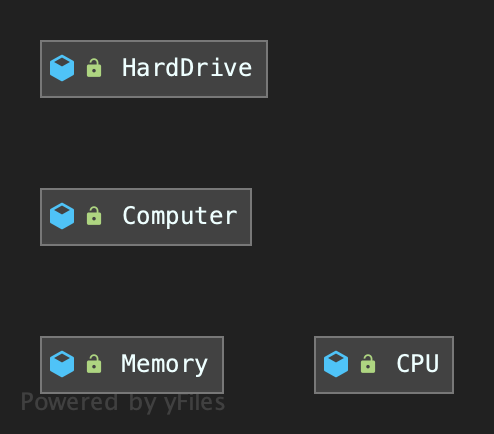 HardDrive
Computer
Memory
CPU
Powered by yFiles